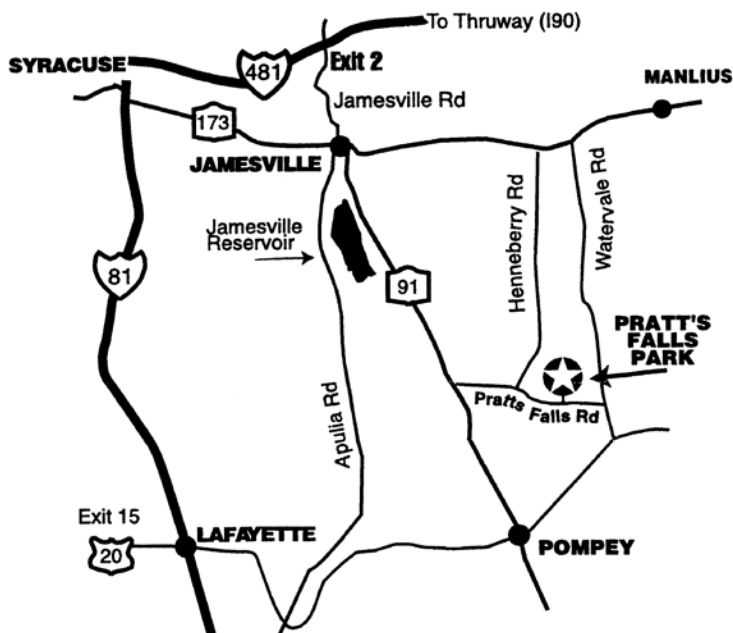 To Thruway (I90)
SYRACUSE
481
Exit 2
MANLIUS
Jamesville Rd
173
JAMESVILLE
Henneberry Rd
Watervale Rd
Jamesville
Reservoir
81
91
PRATT'S
FALLS
PARK
Apulia Rd
Pratts Falls Rd
Exit 15
20
LAFAYETTE
POMPEY